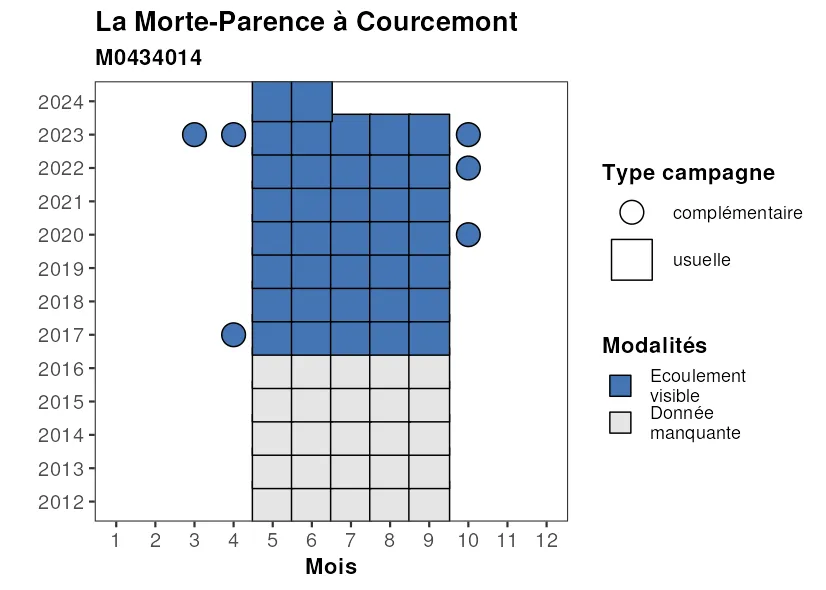 La Morte-Parence à Courcemont
M0434014
2024
2023
2022
2021
2020
2019
2018
2017
2016
2015
2014
2013
2012
1 2 3 4 5 6 7 8 9 10 11 12
Mois
Type campagne
complémentaire
usuelle
Modalités
Ecoulement
visible
Donnée
manquante